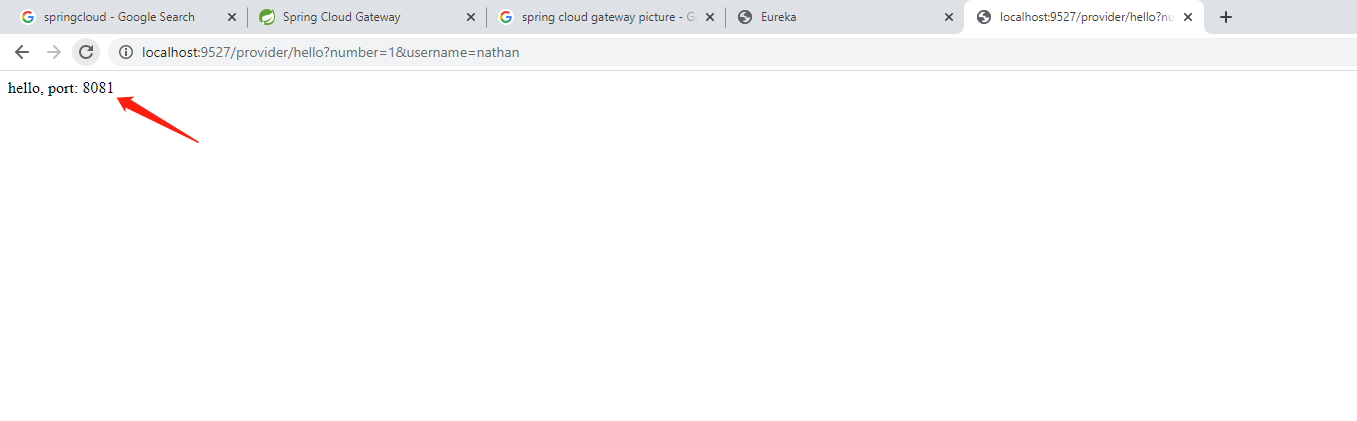 springcloud - Google Search
Spring Cloud Gateway
spring cloud gateway picture - G
Eureka
localhost:9527/provider/hello?nu
localhost:9527/provider/hello?number=1&username=nathan
hello, port: 8081